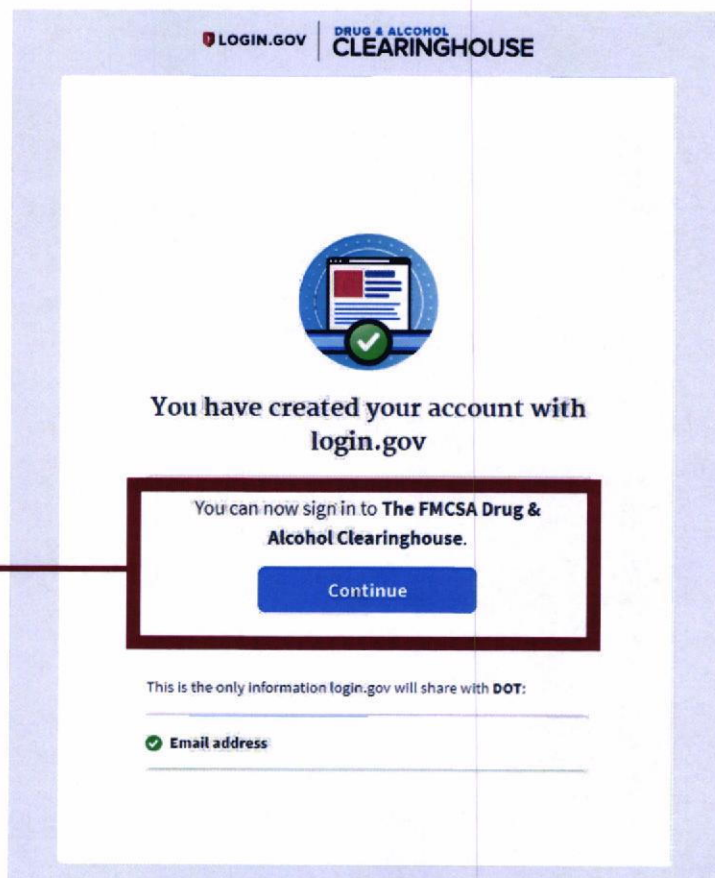 LOGIN.GOV
DRUG & ALCOHOL
CLEARINGHOUSE
You have created your account with
login.gov
You can now sign in to The FMCSA Drug &
Alcohol Clearinghouse.
Continue
This is the only information login.gov will share with DOT:
Email address